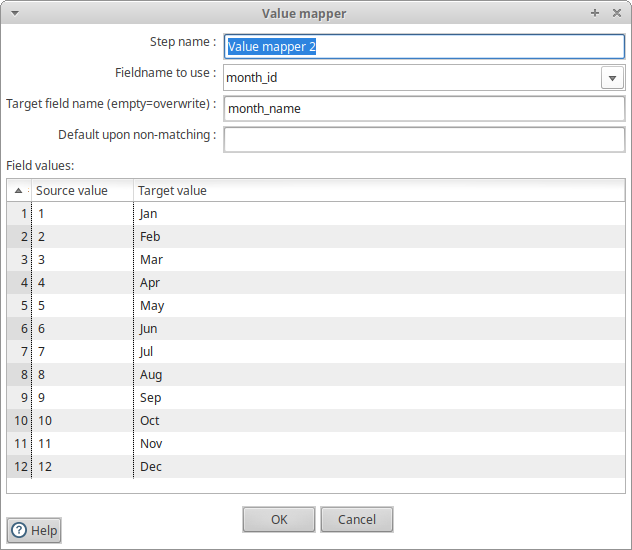 Value mapper
Step name :
Value mapper 2
Fieldname to use :
month_id
Target field name (empty=overwrite) :
month_name
Default upon non-matching :
Field values:
Source value Target value
1 1 Jan
2 2 Feb
3 3 Mar
4 4 Apr
5 5 May
6 6 Jun
7 7 Jul
8 8 Aug
9 9 Sep
10 10 Oct
11 11 Nov
12 12 Dec
OK Cancel
Help